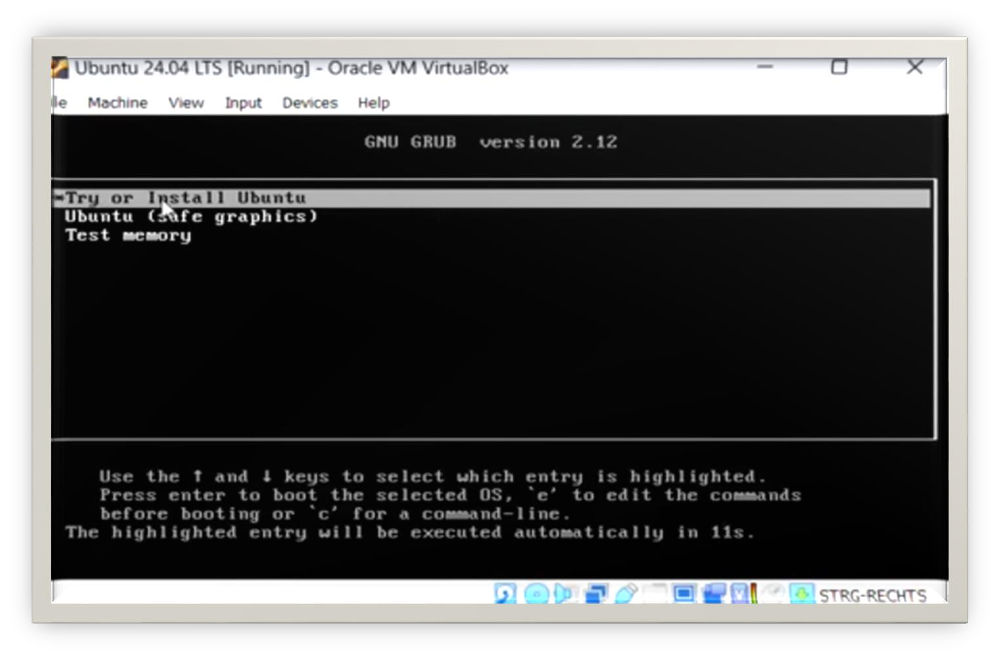 Ubuntu 24.04 LTS [Running] - Oracle VM VirtualBox
le Machine View Input Devices Help
GNU GRUB version 2.12
*Try or Install Ubuntu
Ubuntu (safe graphics)
Test memory
Use the ↑ and ↓ keys to select which entry is highlighted.
Press enter to boot the selected OS, `e' to edit the commands
before booting or `c' for a command-line.
The highlighted entry will be executed automatically in 11s.
STRG-RECHTS